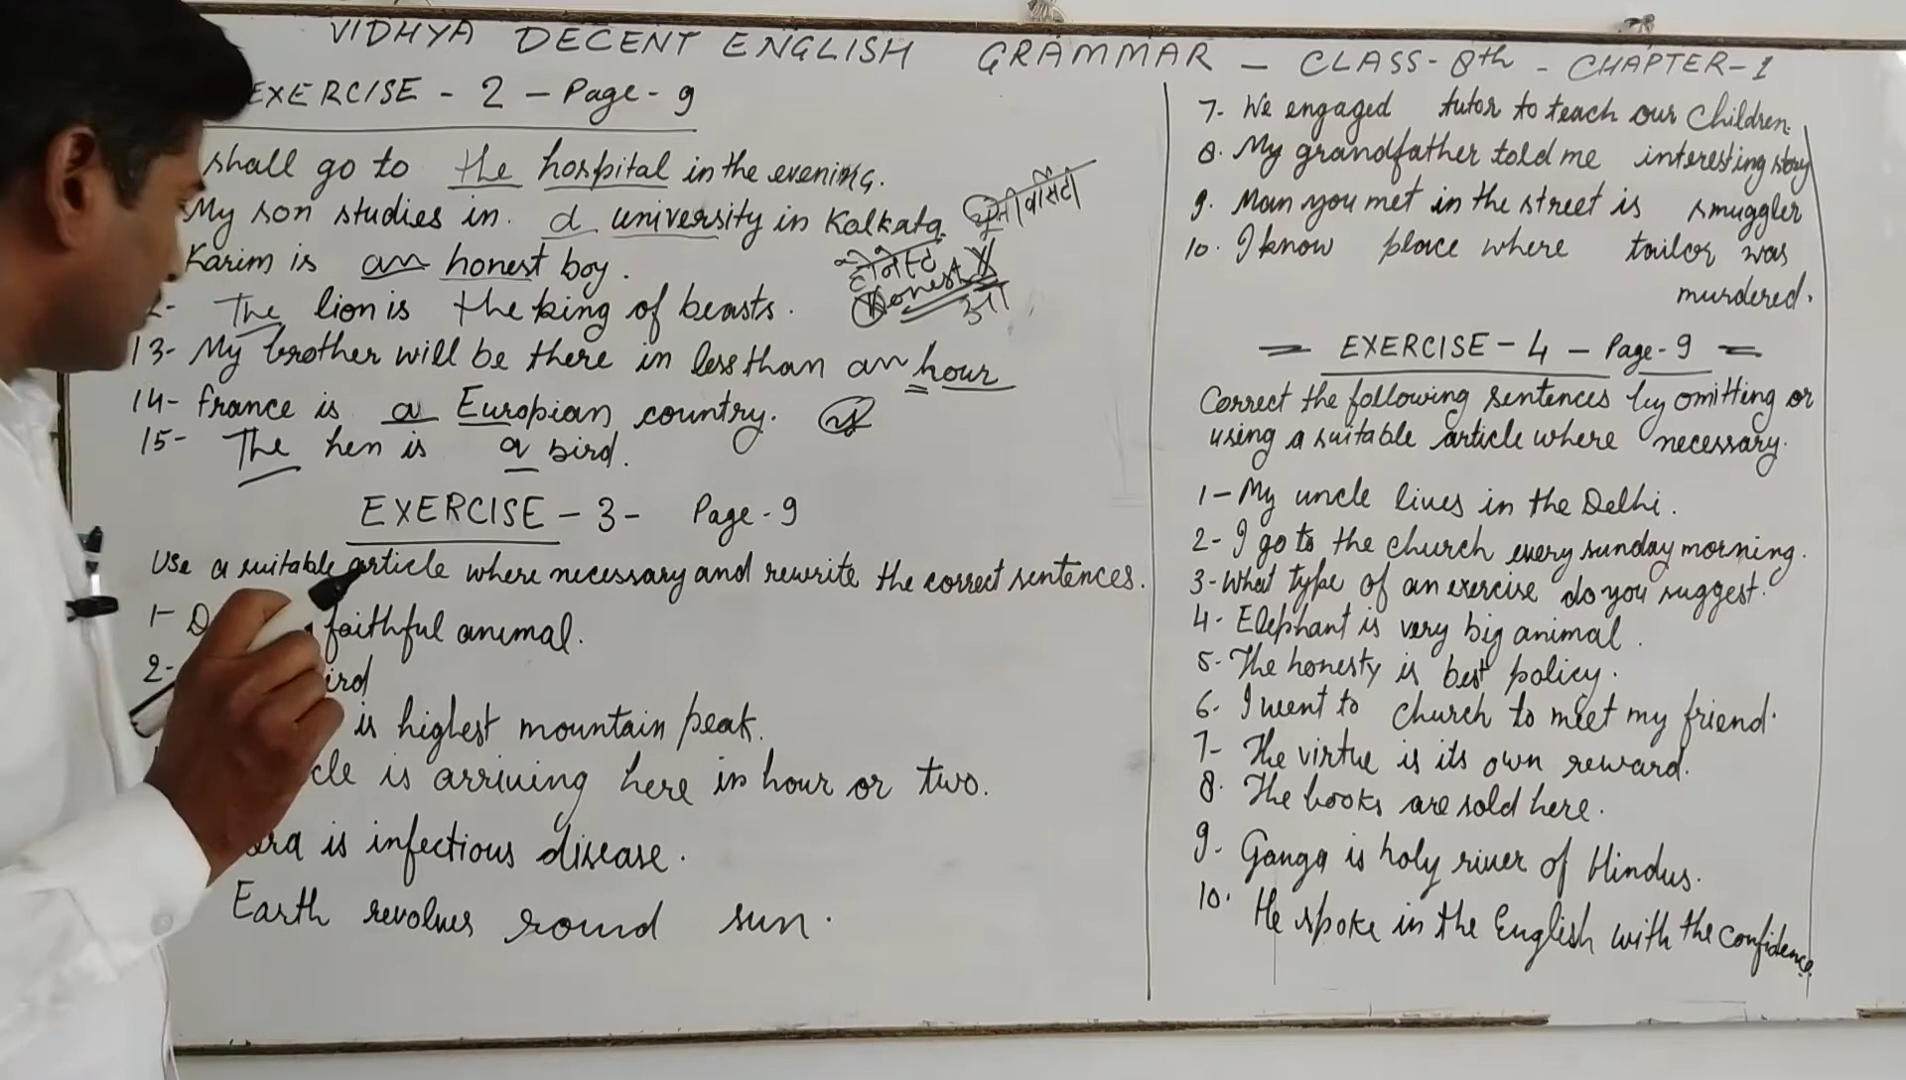 VIDHYA DECENT ENGLISH GRAMMAR - CLASS-8th - CHAPTER-1
EXERCISE - 2 - Page - 9
shall go to the hospital in the evening.
My son studies in a university in Kolkata.
Karim is an honest boy.
The lion is the king of beasts.
13- My brother will be there in less than an hour
14- france is a Europian country.
15- The hen is a bird.
EXERCISE - 3 - Page - 9
Use a suitable article where necessary and rewrite the correct sentences.
1- faithful animal.
2-
is highest mountain peak.
is arriving here in hour or two.
is infectious disease.
Earth revolves round sun.
7- We engaged tutor to teach our children.
8. My grandfather told me interesting story
9. Man you met in the street is smuggler
10. I know place where tailor was
murdered.
= EXERCISE - 4 - Page - 9 =
Correct the following sentences by omitting or
using a suitable article where necessary.
1- My uncle lives in the Delhi.
2- I go to the church every sunday morning.
3- What type of an exercise do you suggest.
4- Elephant is very big animal.
5- The honesty is best policy.
6. I went to church to meet my friend.
7- The virtue is its own reward.
8. The books are sold here.
9- Ganga is holy river of Hindus.
10. He spoke in the English with the confidence.